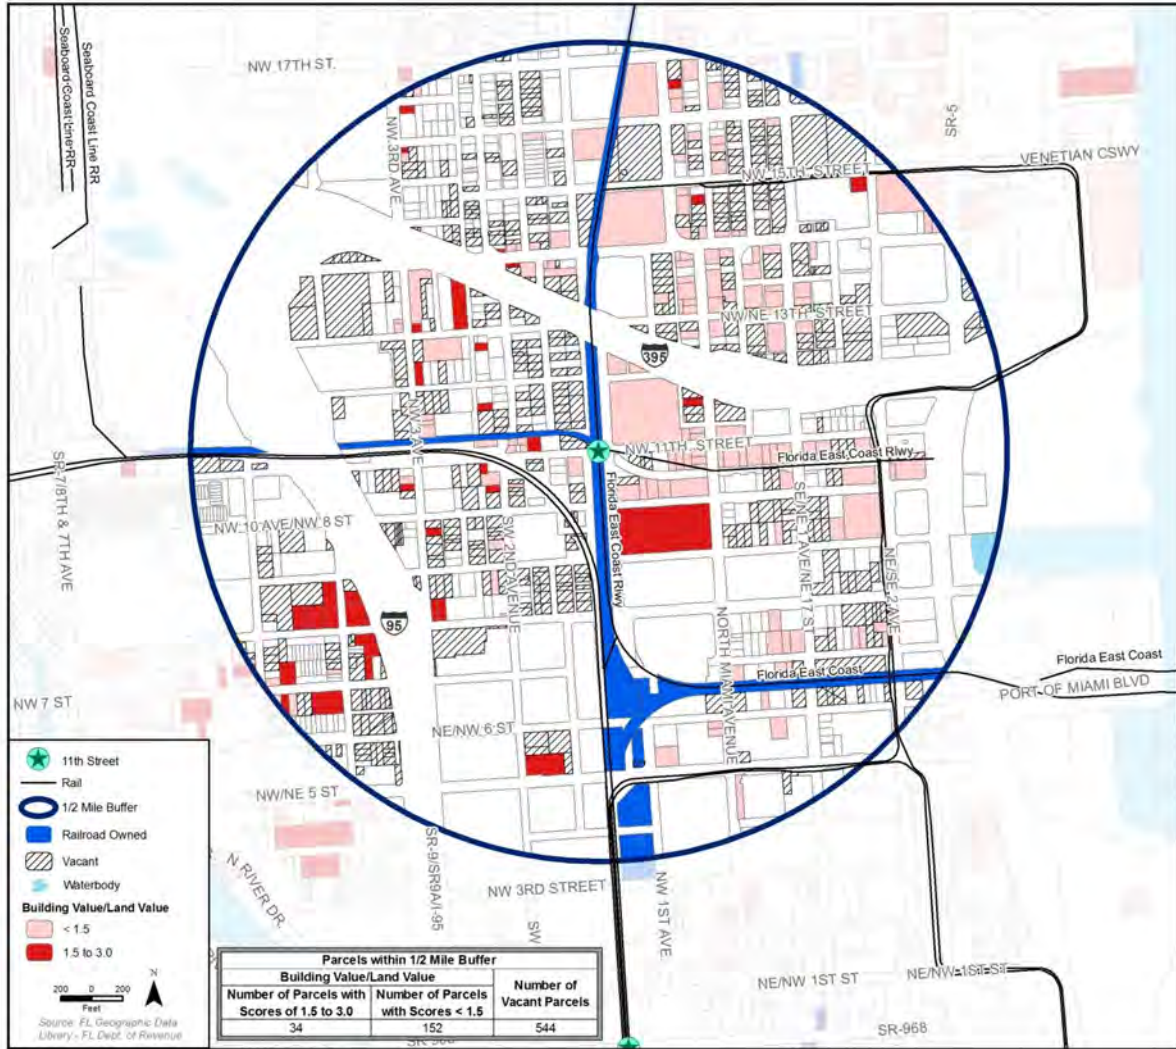 Seaboard Coast Line RR
Seaboard Coast Line RR
NW 17TH ST.
NW 3RD AVE.
SR-5
VENETIAN CSWY
NW 15TH STREET
NW/NE 13TH STREET
395
NW 11TH STREET
Florida East Coast Rlwy
NW 3 AVE
SR-7/8TH & 7TH AVE
NW 10 AVE/NW 8 ST
SW 2ND AVENUE
Florida East Coast Rlwy
SE/NE 1 AVE/NE 17 ST
NE/SE 2 AVE
95
NORTH MIAMI AVENUE
Florida East Coast
Florida East Coast
PORT OF MIAMI BLVD
NW 7 ST
NE/NW 6 ST
NW/NE 5 ST
SR-9/SR9A/I-95
N RIVER DR.
NW 3RD STREET
NW 1ST AVE.
SW
NE/NW 1ST ST
NE/NW 1ST ST
SR-968
SR-968
11th Street
Rail
1/2 Mile Buffer
Railroad Owned
Vacant
Waterbody
Building Value/Land Value
< 1.5
1.5 to 3.0
N
200 0 200
Feet
Source: FL Geographic Data
Library - FL Dept. of Revenue
Parcels within 1/2 Mile Buffer
Building Value/Land Value
Number of Parcels with Scores of 1.5 to 3.0
Number of Parcels with Scores < 1.5
Number of Vacant Parcels
34 152 544